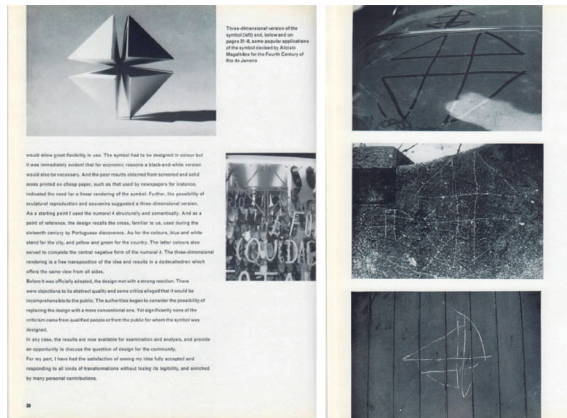 Three-dimensional version of the
symbol (left) and, below and on
pages 31-8, some popular applications
of the symbol devised by Aloisio
Magalhães for the Fourth Century of
Rio de Janeiro
would allow great flexibility in use. The symbol had to be designed in colour but
it was immediately evident that for economic reasons a black-and-white version
would also be necessary. And the poor results obtained from screened and solid
areas printed on cheap paper, such as that used by newspapers for instance,
indicated the need for a linear rendering of the symbol. Further, the possibility of
sculptural reproduction and souvenirs suggested a three-dimensional version.
As a starting point I used the numeral 4 structurally and semantically. And as a
point of reference, the design recalls the cross, familiar to us, used during the
sixteenth century by Portuguese discoverers. As for the colours, blue and white
stand for the city, and yellow and green for the country. The latter colours also
served to complete the central negative form of the numeral 4. The three-dimensional
rendering is a free transposition of the idea and results in a dodecahedron which
offers the same view from all sides.
Before it was officially adopted, the design met with a strong reaction. There
were objections to its abstract quality and some critics alleged that it would be
incomprehensible to the public. The authorities began to consider the possibility of
replacing the design with a more conventional one. Yet significantly none of the
criticism came from qualified people or from the public for whom the symbol was
designed.
In any case, the results are now available for examination and analysis, and provide
an opportunity to discuss the question of design for the community.
For my part, I have had the satisfaction of seeing my idea fully accepted and
responding to all kinds of transformations without losing its legibility, and enriched
by many personal contributions.